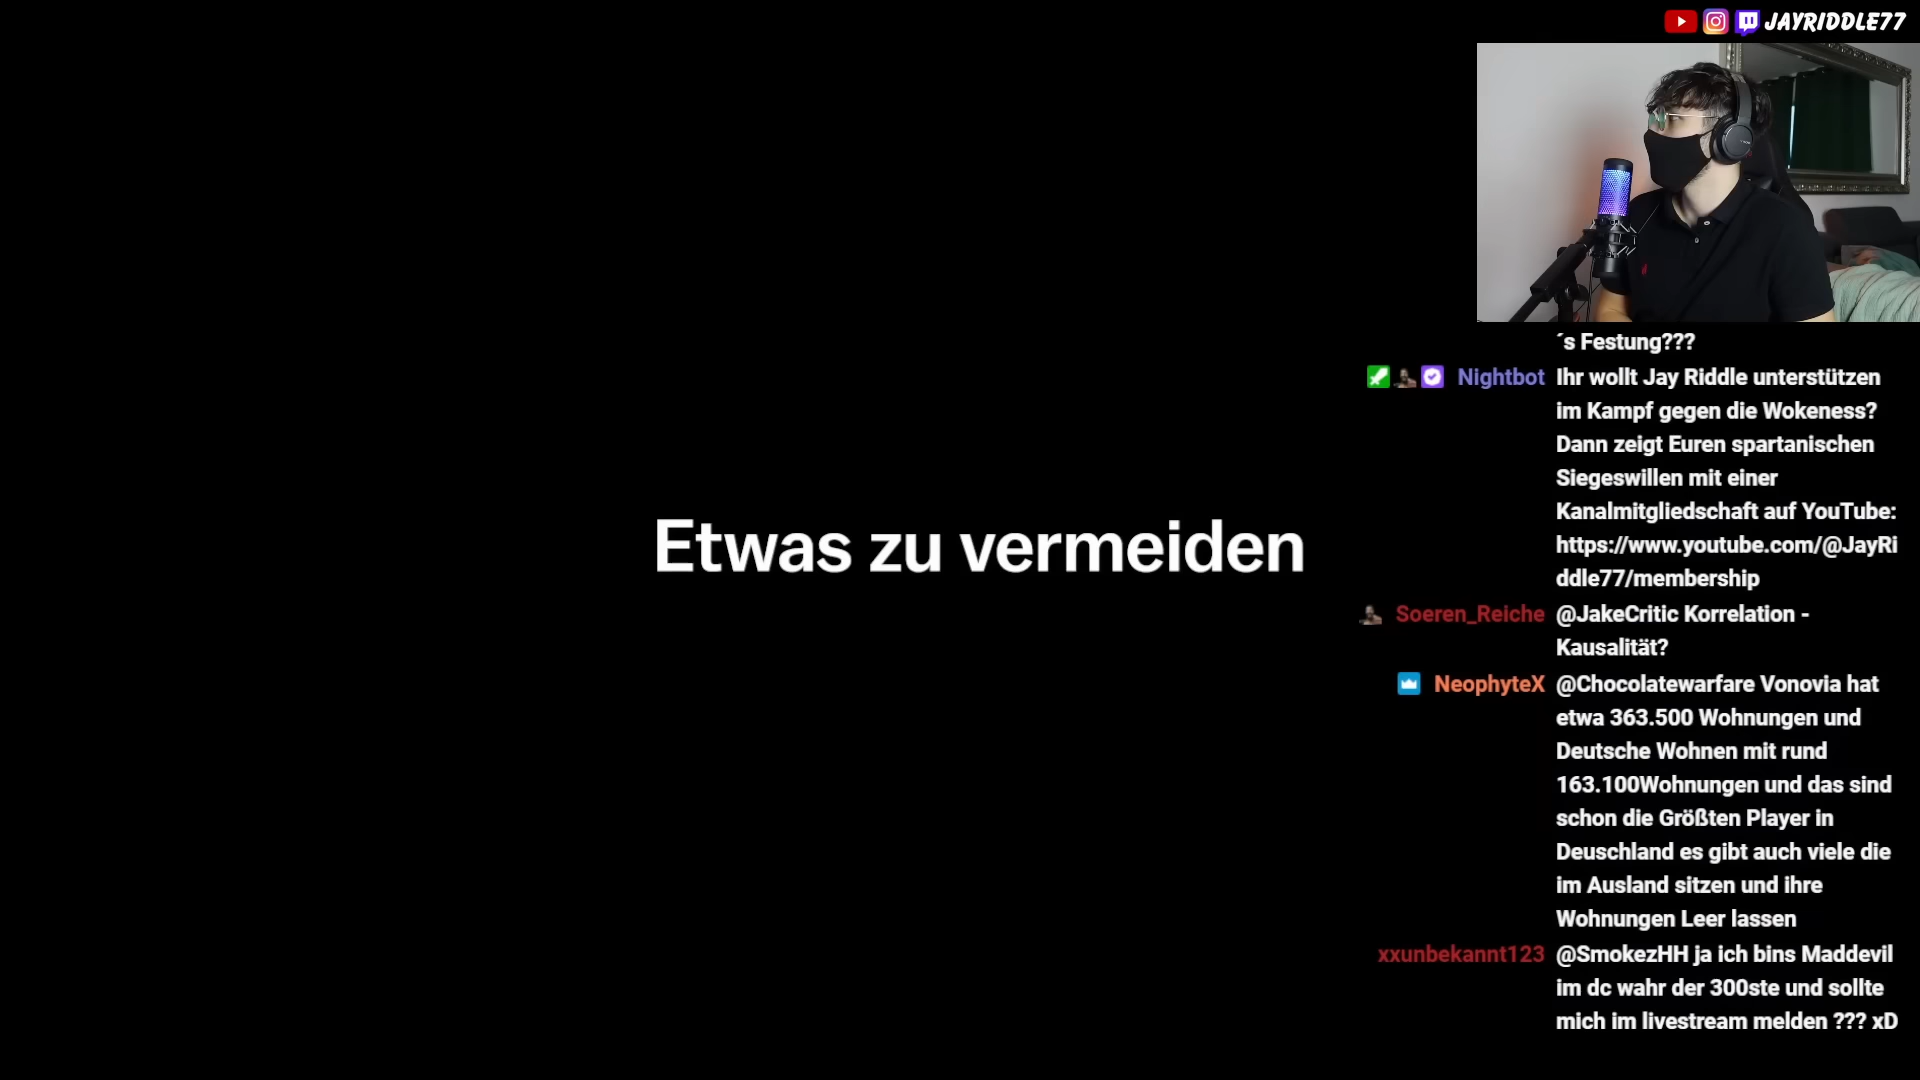 JAYRIDDLE77
´s Festung???
Nightbot Ihr wollt Jay Riddle unterstützen
im Kampf gegen die Wokeness?
Dann zeigt Euren spartanischen
Siegeswillen mit einer
Kanalmitgliedschaft auf YouTube:
https://www.youtube.com/@JayRi
ddle77/membership
Etwas zu vermeiden
Soeren_Reiche @JakeCritic Korrelation -
Kausalität?
NeophyteX @Chocolatewarfare Vonovia hat
etwa 363.500 Wohnungen und
Deutsche Wohnen mit rund
163.100Wohnungen und das sind
schon die Größten Player in
Deuschland es gibt auch viele die
im Ausland sitzen und ihre
Wohnungen Leer lassen
xxunbekannt123 @SmokezHH ja ich bins Maddevil
im dc wahr der 300ste und sollte
mich im livestream melden ??? xD